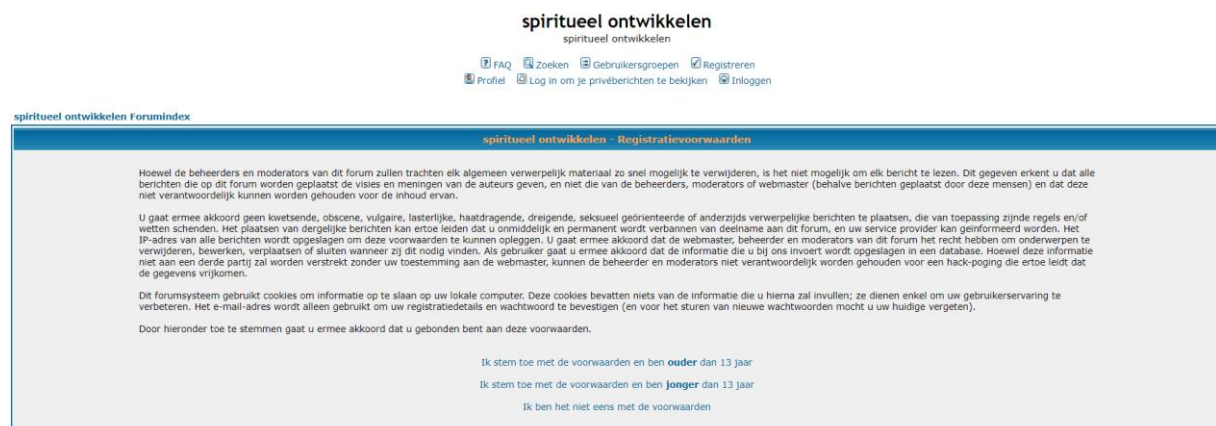 spiritueel ontwikkelen
spiritueel ontwikkelen
FAQ Zoeken Gebruikersgroepen Registreren
Profiel Log in om je privéberichten te bekijken Inloggen
spiritueel ontwikkelen Forumindex
spiritueel ontwikkelen - Registratievoorwaarden
Hoewel de beheerders en moderators van dit forum zullen trachten elk algemeen verwerpelijk materiaal zo snel mogelijk te verwijderen, is het niet mogelijk om elk bericht te lezen. Dit gegeven erkent u dat alle
berichten die op dit forum worden geplaatst de visies en meningen van de auteurs geven, en niet die van de beheerders, moderators of webmaster (behalve berichten geplaatst door deze mensen) en dat deze
niet verantwoordelijk kunnen worden gehouden voor de inhoud ervan.
U gaat ermee akkoord geen kwetsende, obscene, vulgaire, lasterlijke, haatdragende, dreigende, seksueel georiënteerde of anderzijds verwerpelijke berichten te plaatsen, die van toepassing zijnde regels en/of
wetten schenden. Het plaatsen van dergelijke berichten kan ertoe leiden dat u onmiddelijk en permanent wordt verbannen van deelname aan dit forum, en uw service provider kan geïnformeerd worden. Het
IP-adres van alle berichten wordt opgeslagen om deze voorwaarden te kunnen opleggen. U gaat ermee akkoord dat de webmaster, beheerder en moderators van dit forum het recht hebben om onderwerpen te
verwijderen, bewerken, verplaatsen of sluiten wanneer zij dit nodig vinden. Als gebruiker gaat u ermee akkoord dat de informatie die u bij ons invoert wordt opgeslagen in een database. Hoewel deze informatie
niet aan een derde partij zal worden verstrekt zonder uw toestemming aan de webmaster, kunnen de beheerder en moderators niet verantwoordelijk worden gehouden voor een hack-poging die ertoe leidt dat
de gegevens vrijkomen.
Dit forumsysteem gebruikt cookies om informatie op te slaan op uw lokale computer. Deze cookies bevatten niets van de informatie die u hierna zal invullen; ze dienen enkel om uw gebruikerservaring te
verbeteren. Het e-mail-adres wordt alleen gebruikt om uw registratiedetails en wachtwoord te bevestigen (en voor het sturen van nieuwe wachtwoorden mocht u uw huidige vergeten).
Door hieronder toe te stemmen gaat u ermee akkoord dat u gebonden bent aan deze voorwaarden.
Ik stem toe met de voorwaarden en ben ouder dan 13 jaar
Ik stem toe met de voorwaarden en ben jonger dan 13 jaar
Ik ben het niet eens met de voorwaarden